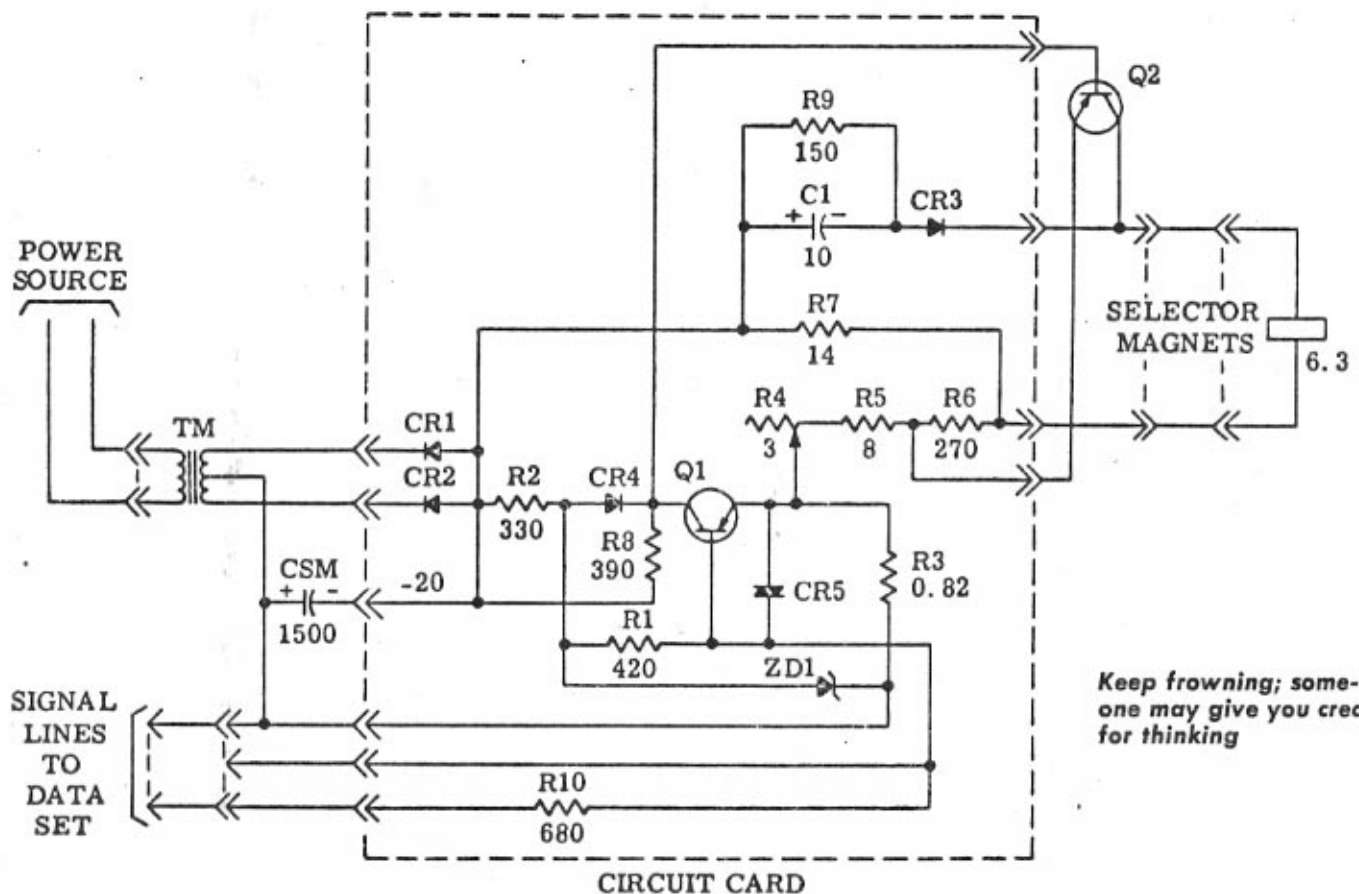 Q2
R9
150
C1
CR3
+ -
10
POWER
SOURCE
R7
14
SELECTOR
MAGNETS
6.3
TM
CR1
R4
3
R5
8
R6
270
CR2
R2
330
CR4
Q1
R8
390
R3
0.82
CSM
+ -
1500
-20
CR5
R1
420
ZD1
SIGNAL
LINES
TO
DATA
SET
R10
680
Keep frowning; some-
one may give you
for thinking
CIRCUIT CARD